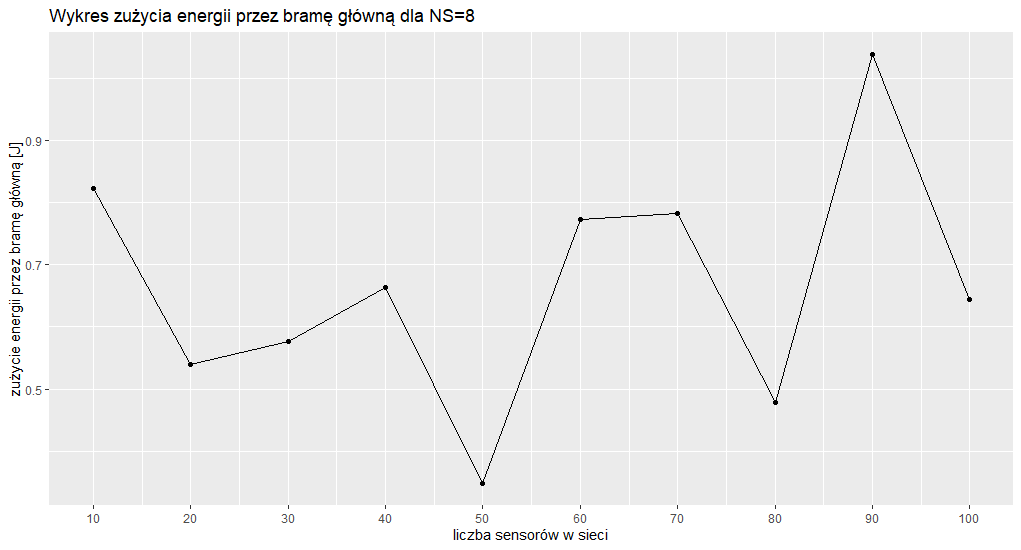 Wykres zużycia energii przez bramę główną dla NS=8
zużycie energii przez bramę główną [J]
0.9
0.7
0.5
10 20 30 40 50 60 70 80 90 100
liczba sensorów w sieci